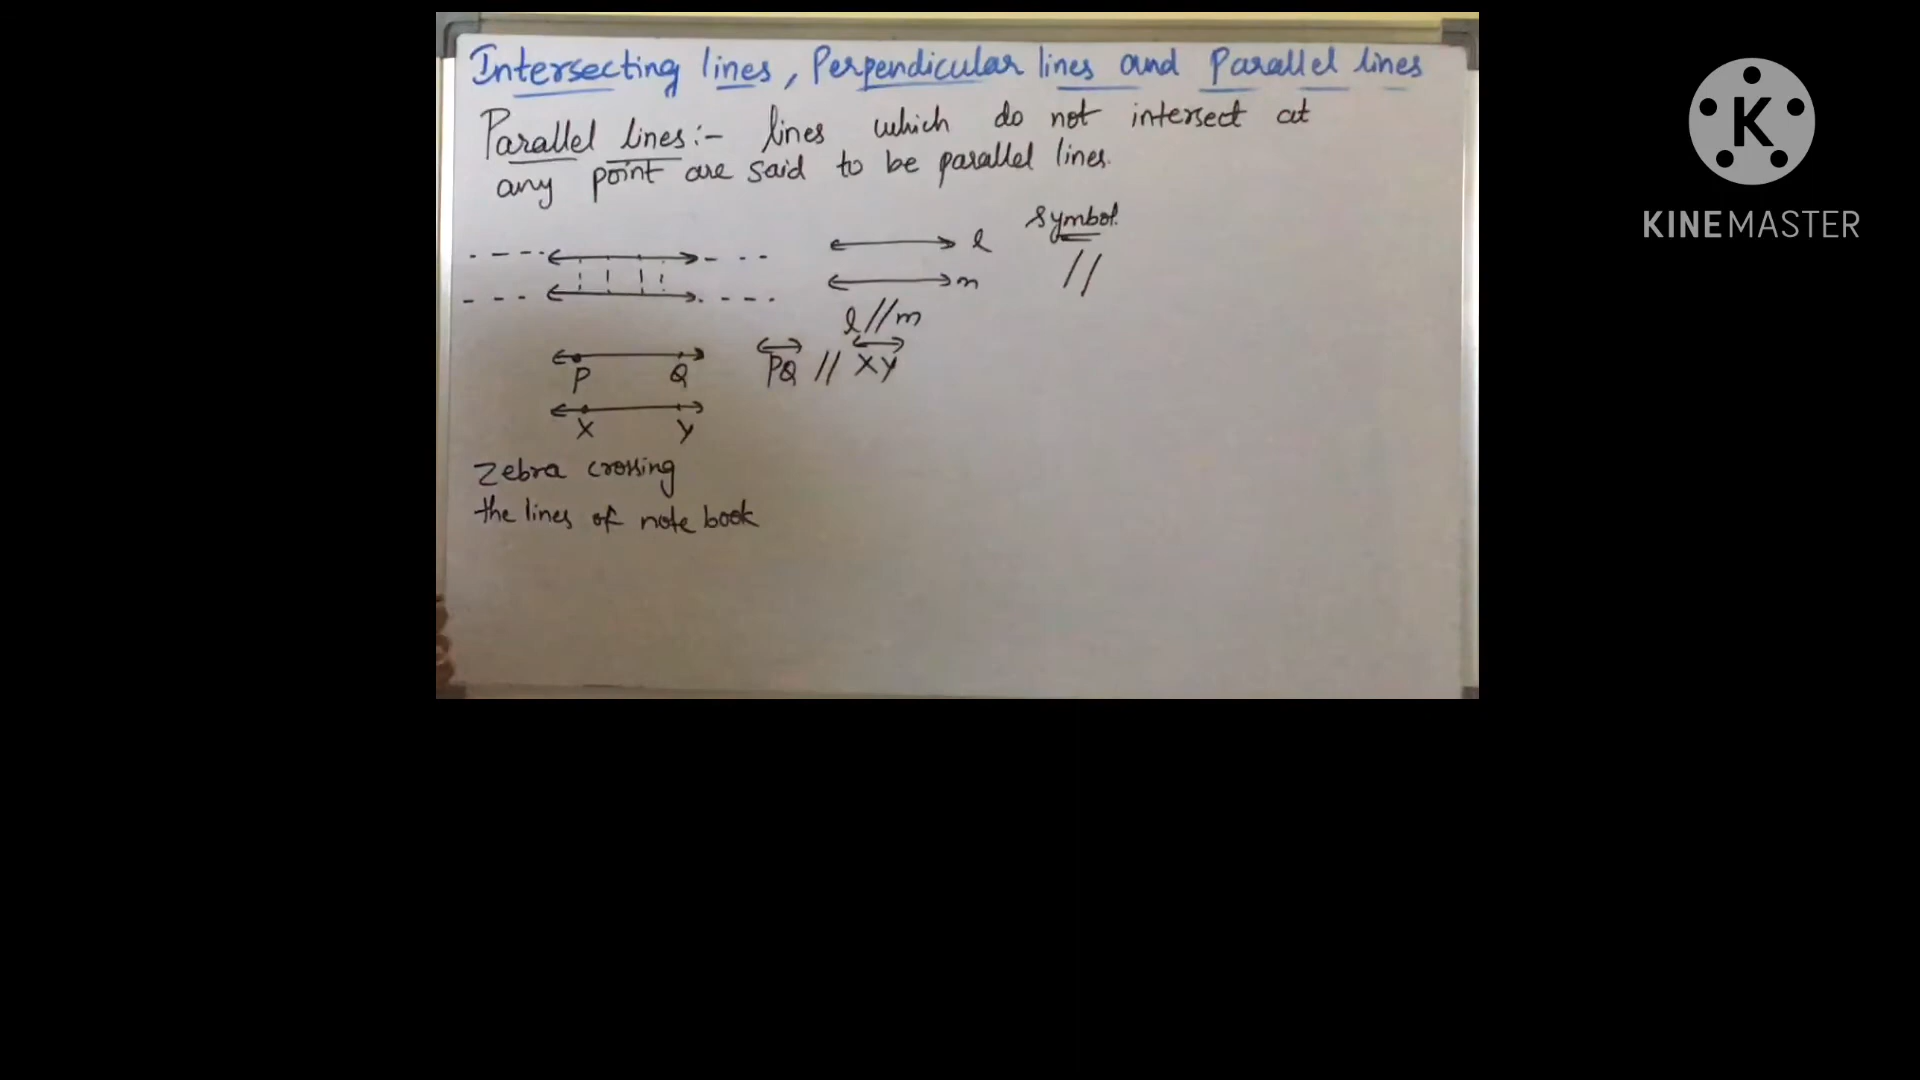 Intersecting lines, Perpendicular lines and Parallel lines
Parallel lines:- lines which do not intersect at
any point are said to be parallel lines.
symbol.
//
l
m
l//m
P Q
PQ // XY
X Y
Zebra crossing
the lines of note book
K
KINEMASTER